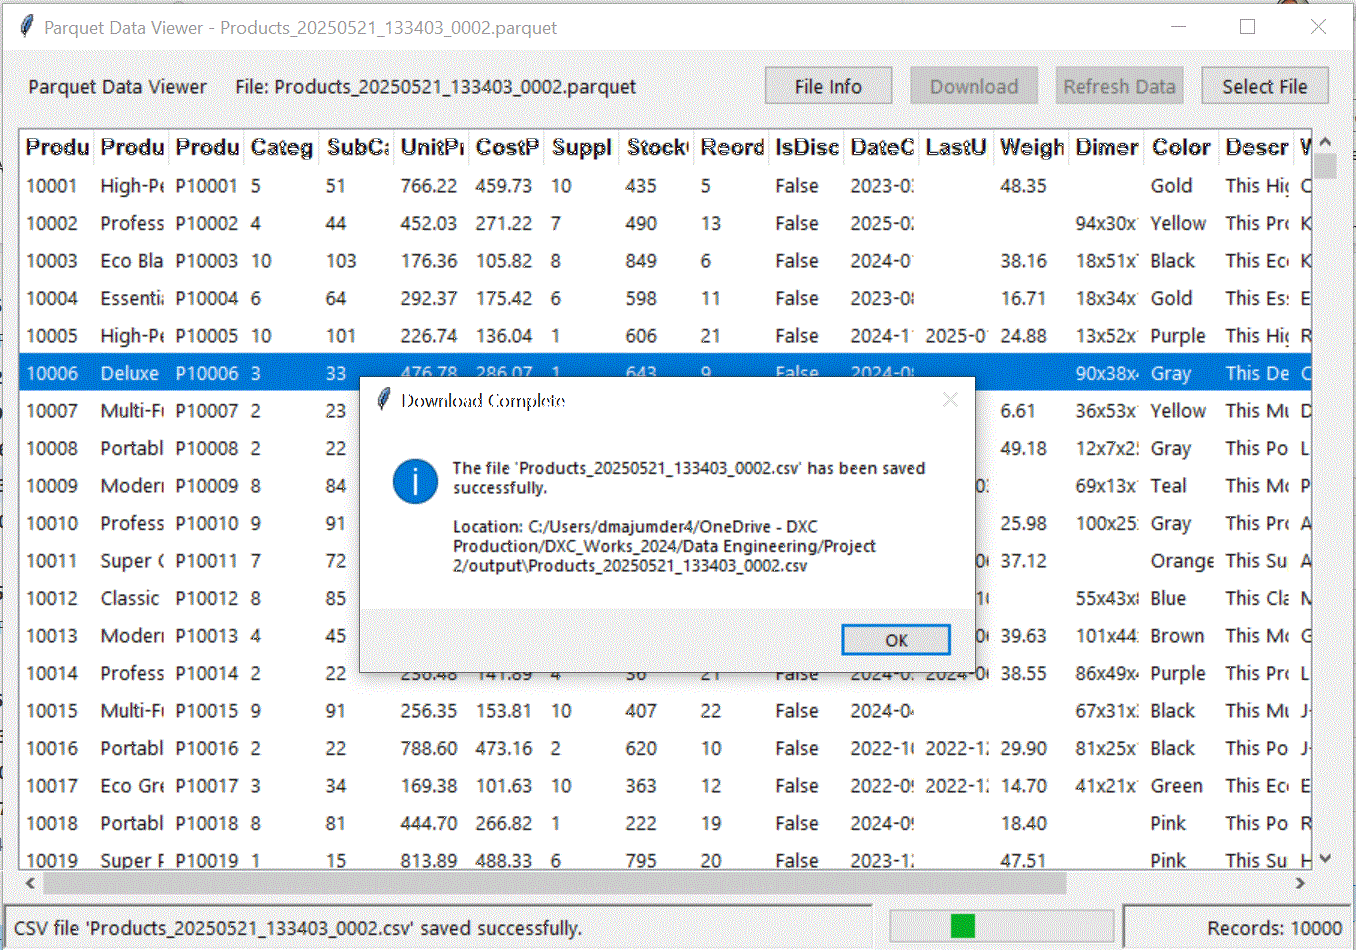 Parquet Data Viewer - Products_20250521_133403_0002.parquet
Parquet Data Viewer File: Products_20250521_133403_0002.parquet File Info Download Refresh Data Select File
Produ Produ Produ Categ SubCa UnitPr CostP Suppl Stock Reord IsDisc DateC LastU Weigh Dimer Color Descr
10001 High-Pe P10001 5 51 766.22 459.73 10 435 5 False 2023-0 48.35 Gold This Hig C
10002 Profess P10002 4 44 452.03 271.22 7 490 13 False 2025-0 94x30x Yellow This Pro K
10003 Eco Bla P10003 10 103 176.36 105.82 8 849 6 False 2024-0 38.16 18x51x Black This Eco K
10004 Essenti P10004 6 64 292.37 175.42 6 598 11 False 2023-0 16.71 18x34x Gold This Ess E
10005 High-Pe P10005 10 101 226.74 136.04 1 606 21 False 2024-1 2025-0 24.88 13x52x Purple This Hig R
10006 Deluxe P10006 3 33 476.78 286.07 1 643 9 False 2024-0 90x38x Gray This De C
10007 Multi-Fu P10007 2 23 6.61 36x53x Yellow This Mu D
10008 Portabl P10008 2 22 49.18 12x7x2 Gray This Po L
10009 Modern P10009 8 84 69x13x Teal This Mo P
10010 Profess P10010 9 91 25.98 100x25 Gray This Pro A
10011 Super P10011 7 72 37.12 Orange This Su A
10012 Classic P10012 8 85 55x43x Blue This Cla M
10013 Modern P10013 4 45 39.63 101x44 Brown This Mo G
10014 Profess P10014 2 22 236.48 141.89 4 36 21 False 2024-0 2024-0 38.55 86x49x Purple This Pro L
10015 Multi-Fu P10015 9 91 256.35 153.81 10 407 22 False 2024-0 67x31x Black This Mu J-
10016 Portabl P10016 2 22 788.60 473.16 2 620 10 False 2022-1 2022-1 29.90 81x25x Black This Po J-
10017 Eco Gre P10017 3 34 169.38 101.63 10 363 12 False 2022-0 2022-1 14.70 41x21x Green This Eco E
10018 Portabl P10018 8 81 444.70 266.82 1 222 19 False 2024-0 18.40 Pink This Po R
10019 Super P10019 1 15 813.89 488.33 6 795 20 False 2023-1 47.51 Pink This Su H
Download Complete
The file 'Products_20250521_133403_0002.csv' has been saved
successfully.
Location: C:/Users/dmajumder4/OneDrive - DXC
Production/DXC_Works_2024/Data Engineering/Project
2/output\Products_20250521_133403_0002.csv
OK
CSV file 'Products_20250521_133403_0002.csv' saved successfully. Records: 10000